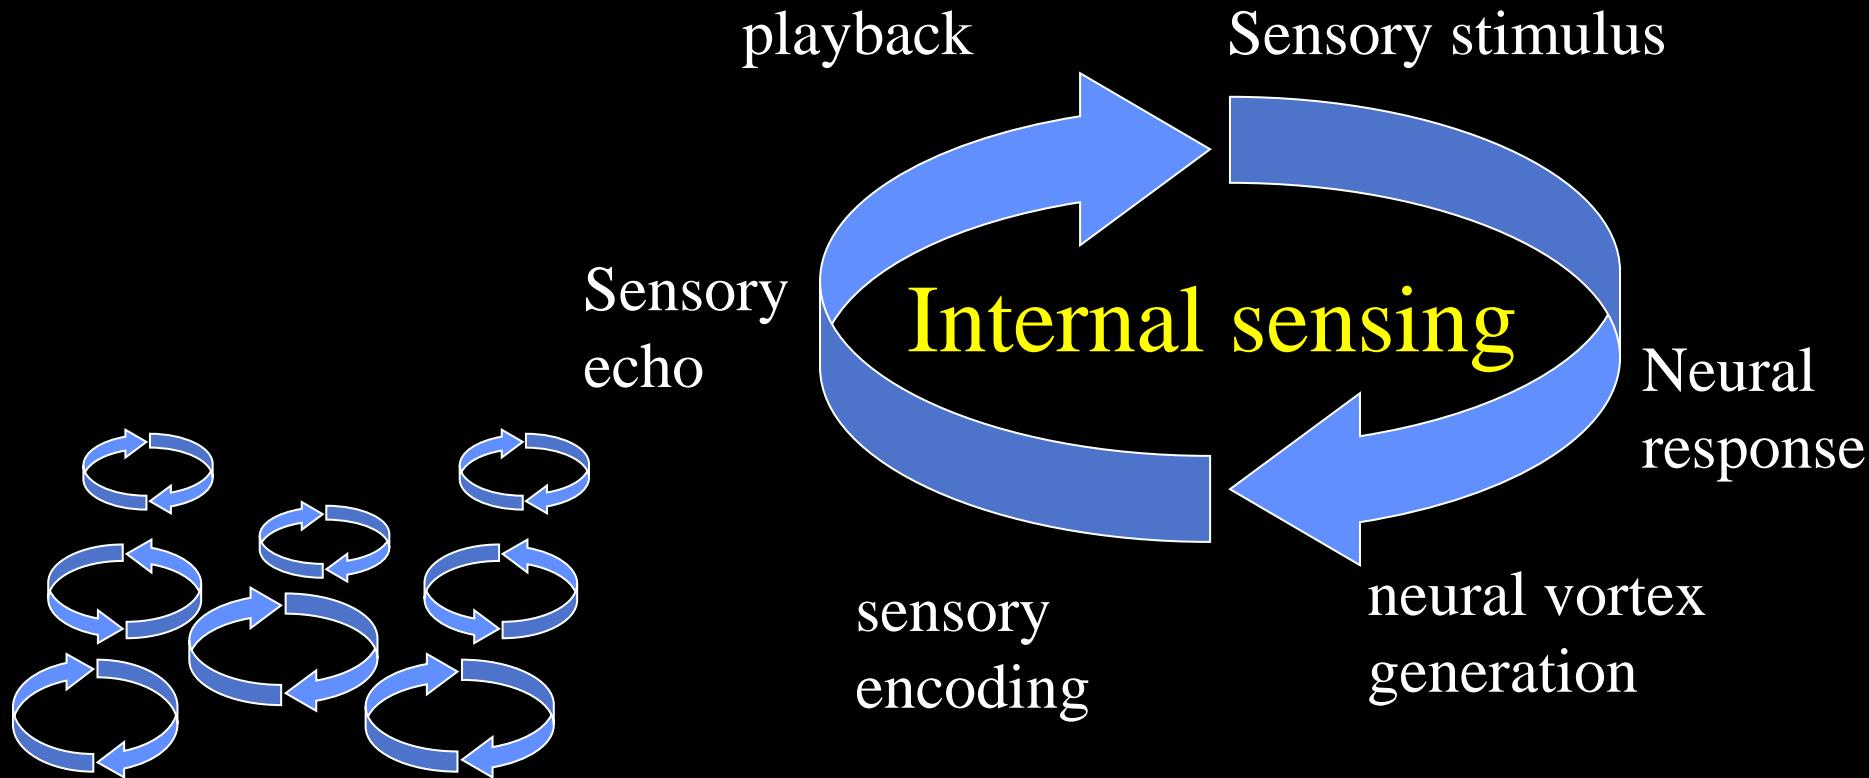 playback
Sensory stimulus
Sensory
echo
Internal sensing
Neural
response
sensory
encoding
neural vortex
generation